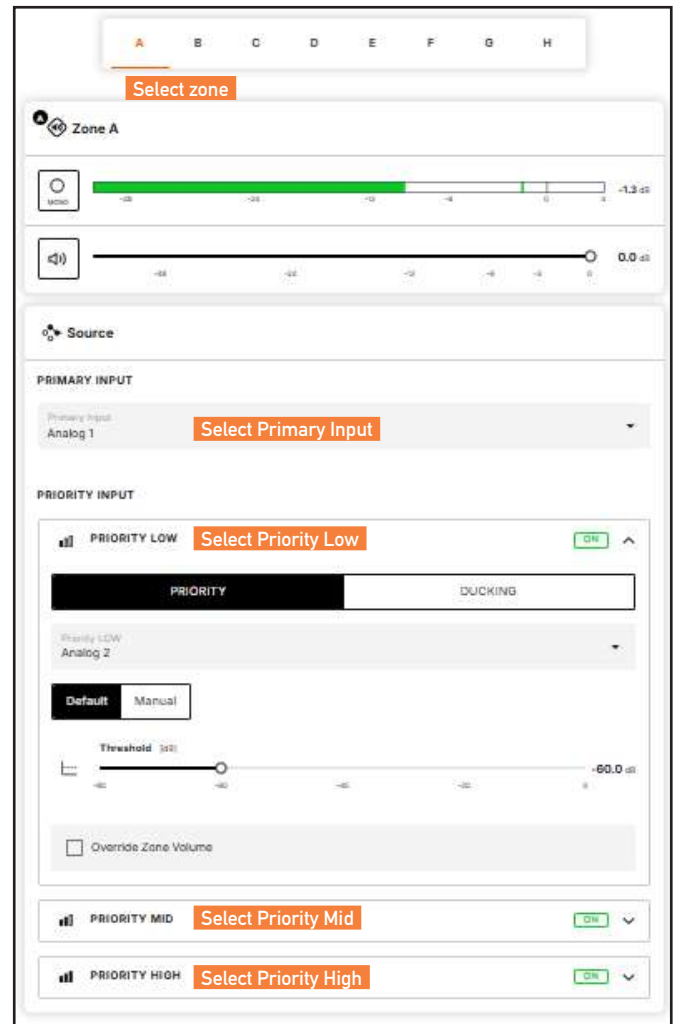 A B C D E F G H
Select zone
A Zone A
MONO -1.3 dB
0.0 dB
Source
PRIMARY INPUT
Primary Input
Analog 1 Select Primary Input
PRIORITY INPUT
PRIORITY LOW Select Priority Low ON
PRIORITY DUCKING
Priority LOW
Analog 2
Default Manual
Threshold [dB]
-60.0 dB
Override Zone Volume
PRIORITY MID Select Priority Mid ON
PRIORITY HIGH Select Priority High ON